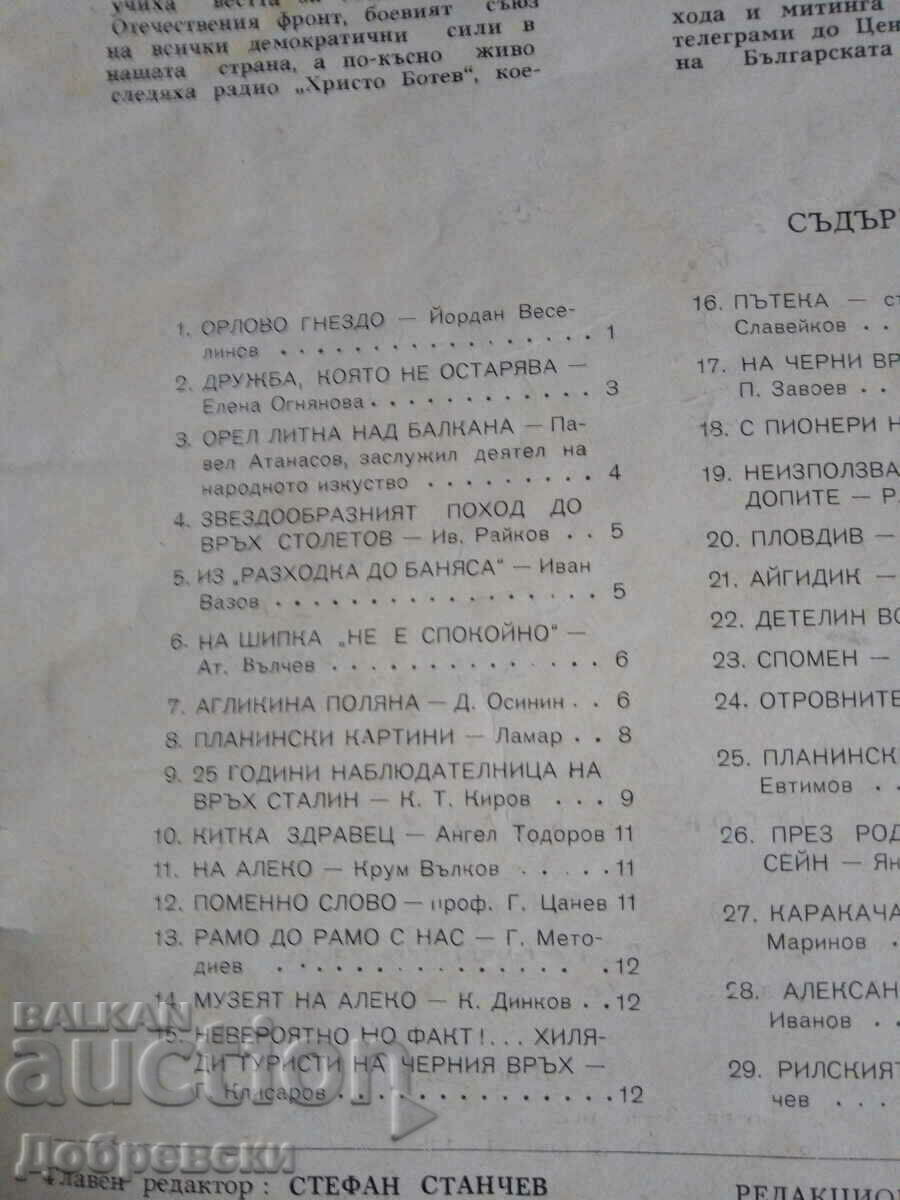 учиха вестта за
Отечествения фронт, боевият съюз
на всички демократични сили в
нашата страна, а по-късно живо
следяха радио „Христо Ботев“, кое-
хода и митинга
телеграми до Цен
на Българската
СЪДЪР
1. ОРЛОВО ГНЕЗДО — Йордан Весе-
линов . . . . . . . . . . . . . 1
2. ДРУЖБА, КОЯТО НЕ ОСТАРЯВА —
Елена Огнянова . . . . . . . . . . 3
3. ОРЕЛ ЛИТНА НАД БАЛКАНА — Па-
вел Атанасов, заслужил деятел на
народното изкуство . . . . . . . . 4
4. ЗВЕЗДООБРАЗНИЯТ ПОХОД ДО
ВРЪХ СТОЛЕТОВ — Ив. Райков . . 5
5. ИЗ „РАЗХОДКА ДО БАНЯСА“ — Иван
Вазов . . . . . . . . . . . . . . 5
6. НА ШИПКА „НЕ Е СПОКОЙНО“ —
Ат. Вълчев . . . . . . . . . . . 6
7. АГЛИКИНА ПОЛЯНА — Д. Осинин . . 6
8. ПЛАНИНСКИ КАРТИНИ — Ламар . . 8
9. 25 ГОДИНИ НАБЛЮДАТЕЛНИЦА НА
ВРЪХ СТАЛИН — К. Т. Киров . . . 9
10. КИТКА ЗДРАВЕЦ — Ангел Тодоров 11
11. НА АЛЕКО — Крум Вълков . . . . . 11
12. ПОМЕННО СЛОВО — проф. Г. Цанев 11
13. РАМО ДО РАМО С НАС — Г. Мето-
диев . . . . . . . . . . . . . 12
14. МУЗЕЯТ НА АЛЕКО — К. Динков . . 12
15. НЕВЕРОЯТНО НО ФАКТ!... ХИЛЯ-
ДИ ТУРИСТИ НА ЧЕРНИЯ ВРЪХ —
Клисаров . . . . . . . . . . . . 12
16. ПЪТЕКА — ст
Славейков . .
17. НА ЧЕРНИ ВР
П. Завоев . .
18. С ПИОНЕРИ Н
19. НЕИЗПОЛЗВА
ДОПИТЕ — Р
20. ПЛОВДИВ —
21. АЙГИДИК —
22. ДЕТЕЛИН ВО
23. СПОМЕН —
24. ОТРОВНИТЕ
25. ПЛАНИНСК
Евтимов . .
26. ПРЕЗ РОД
СЕЙН — Ян
27. КАРАКАЧА
Маринов .
28. АЛЕКСАН
Иванов . .
29. РИЛСКИЯТ
чев . . .
BALKAN
auction
Добревски
Главен редактор: СТЕФАН СТАНЧЕВ
РЕДАКЦИО